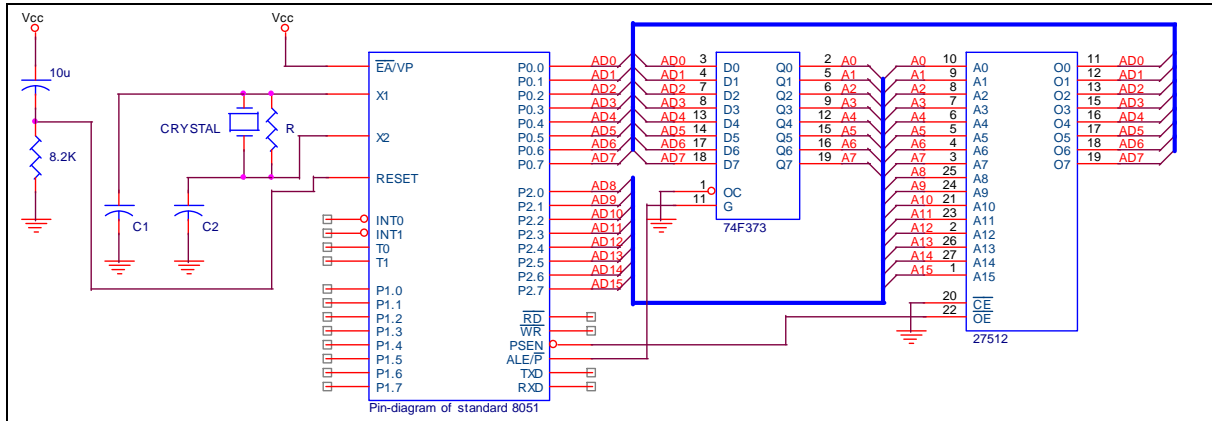 Vcc
10u
8.2K
Vcc
CRYSTAL
R
C1
C2
EA/VP
X1
X2
RESET
INT0
INT1
T0
T1
P1.0
P1.1
P1.2
P1.3
P1.4
P1.5
P1.6
P1.7
P0.0
P0.1
P0.2
P0.3
P0.4
P0.5
P0.6
P0.7
P2.0
P2.1
P2.2
P2.3
P2.4
P2.5
P2.6
P2.7
RD
WR
PSEN
ALE/P
TXD
RXD
Pin-diagram of standard 8051
AD0
AD1
AD2
AD3
AD4
AD5
AD6
AD7
AD8
AD9
AD10
AD11
AD12
AD13
AD14
AD15
AD0 3 D0 Q0 2 A0
AD1 4 D1 Q1 5 A1
AD2 7 D2 Q2 6 A2
AD3 8 D3 Q3 9 A3
AD4 13 D4 Q4 12 A4
AD5 14 D5 Q5 15 A5
AD6 17 D6 Q6 16 A6
AD7 18 D7 Q7 19 A7
1 OC
11 G
74F373
A0 10 A0 O0 11 AD0
A1 9 A1 O1 12 AD1
A2 8 A2 O2 13 AD2
A3 7 A3 O3 15 AD3
A4 6 A4 O4 16 AD4
A5 5 A5 O5 17 AD5
A6 4 A6 O6 18 AD6
A7 3 A7 O7 19 AD7
A8 25 A8
A9 24 A9
A10 21 A10
A11 23 A11
A12 2 A12
A13 26 A13
A14 27 A14
A15 1 A15
20 CE
22 OE
27512